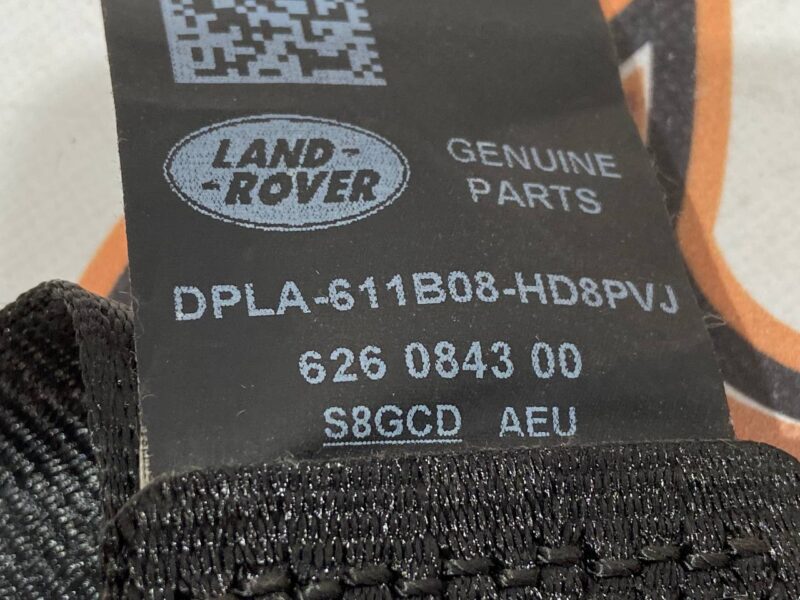 LAND-
-ROVER
GENUINE
PARTS
DPLA-611B08-HD8PVJ
626 0843 00
S8GCD AEU